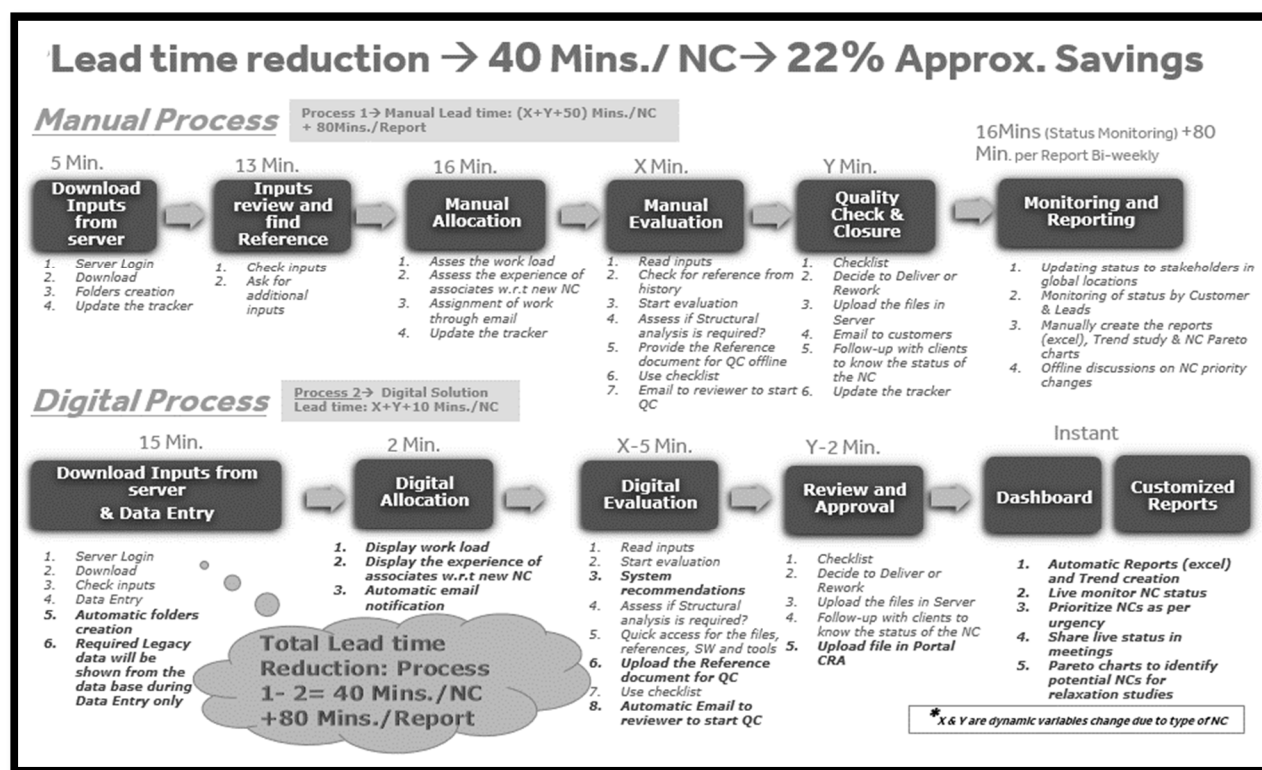 Lead time reduction → 40 Mins./ NC→ 22% Approx. Savings
Manual Process
Process 1→ Manual Lead time: (X+Y+50) Mins./NC
+ 80Mins./Report
5 Min.
Download
Inputs
from
server
1. Server Login
2. Download
3. Folders creation
4. Update the tracker
13 Min.
Inputs
review and
find
Reference
1. Check inputs
2. Ask for
additional
inputs
16 Min.
Manual
Allocation
1. Asses the work load
2. Assess the experience of
associates w.r.t new NC
3. Assignment of work
through email
4. Update the tracker
X Min.
Manual
Evaluation
1. Read inputs
2. Check for reference from
history
3. Start evaluation
4. Assess if Structural
analysis is required?
5. Provide the Reference
document for QC offline
6. Use checklist
7. Email to reviewer to start
QC
Y Min.
Quality
Check &
Closure
1. Checklist
2. Decide to Deliver or
Rework
3. Upload the files in
Server
4. Email to customers
5. Follow-up with clients
to know the status of
the NC
6. Update the tracker
16Mins (Status Monitoring) +80
Min. per Report Bi-weekly
Monitoring and
Reporting
1. Updating status to stakeholders in
global locations
2. Monitoring of status by Customer
& Leads
3. Manually create the reports
(excel), Trend study & NC Pareto
charts
4. Offline discussions on NC priority
changes
Digital Process
Process 2→ Digital Solution
Lead time: X+Y+10 Mins./NC
15 Min.
Download Inputs from
server
& Data Entry
1. Server Login
2. Download
3. Check inputs
4. Data Entry
5. Automatic folders
creation
6. Required Legacy
data will be
shown from the
data base during
Data Entry only
2 Min.
Digital
Allocation
1. Display work load
2. Display the experience of
associates w.r.t new NC
3. Automatic email
notification
Total Lead time
Reduction: Process
1- 2= 40 Mins./NC
+80 Mins./Report
X-5 Min.
Digital
Evaluation
1. Read inputs
2. Start evaluation
3. System
recommendations
4. Assess if Structural
analysis is required?
5. Quick access for the files,
references, SW and tools
6. Upload the Reference
document for QC
7. Use checklist
8. Automatic Email to
reviewer to start QC
Y-2 Min.
Review and
Approval
1. Checklist
2. Decide to Deliver or
Rework
3. Upload the files in Server
4. Follow-up with clients to
know the status of the NC
5. Upload file in Portal
CRA
Instant
Dashboard
Customized
Reports
1. Automatic Reports (excel)
and Trend creation
2. Live monitor NC status
3. Prioritize NCs as per
urgency
4. Share live status in
meetings
5. Pareto charts to identify
potential NCs for
relaxation studies
*X & Y are dynamic variables change due to type of NC